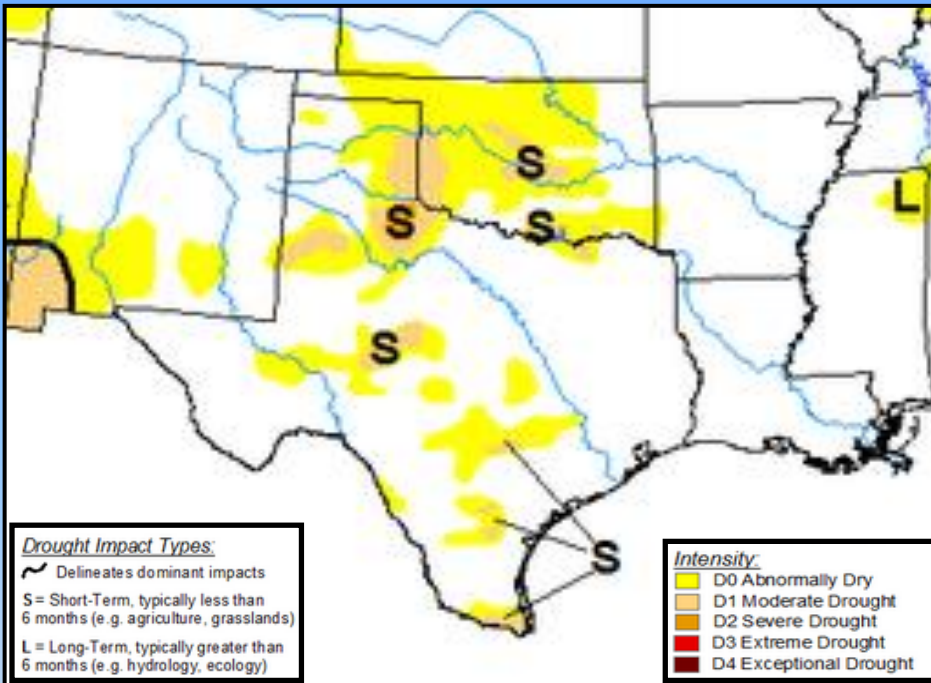 S
L
S
S
S
S
Drought Impact Types:
Delineates dominant impacts
S = Short-Term, typically less than
6 months (e.g. agriculture, grasslands)
L = Long-Term, typically greater than
6 months (e.g. hydrology, ecology)
Intensity:
D0 Abnormally Dry
D1 Moderate Drought
D2 Severe Drought
D3 Extreme Drought
D4 Exceptional Drought